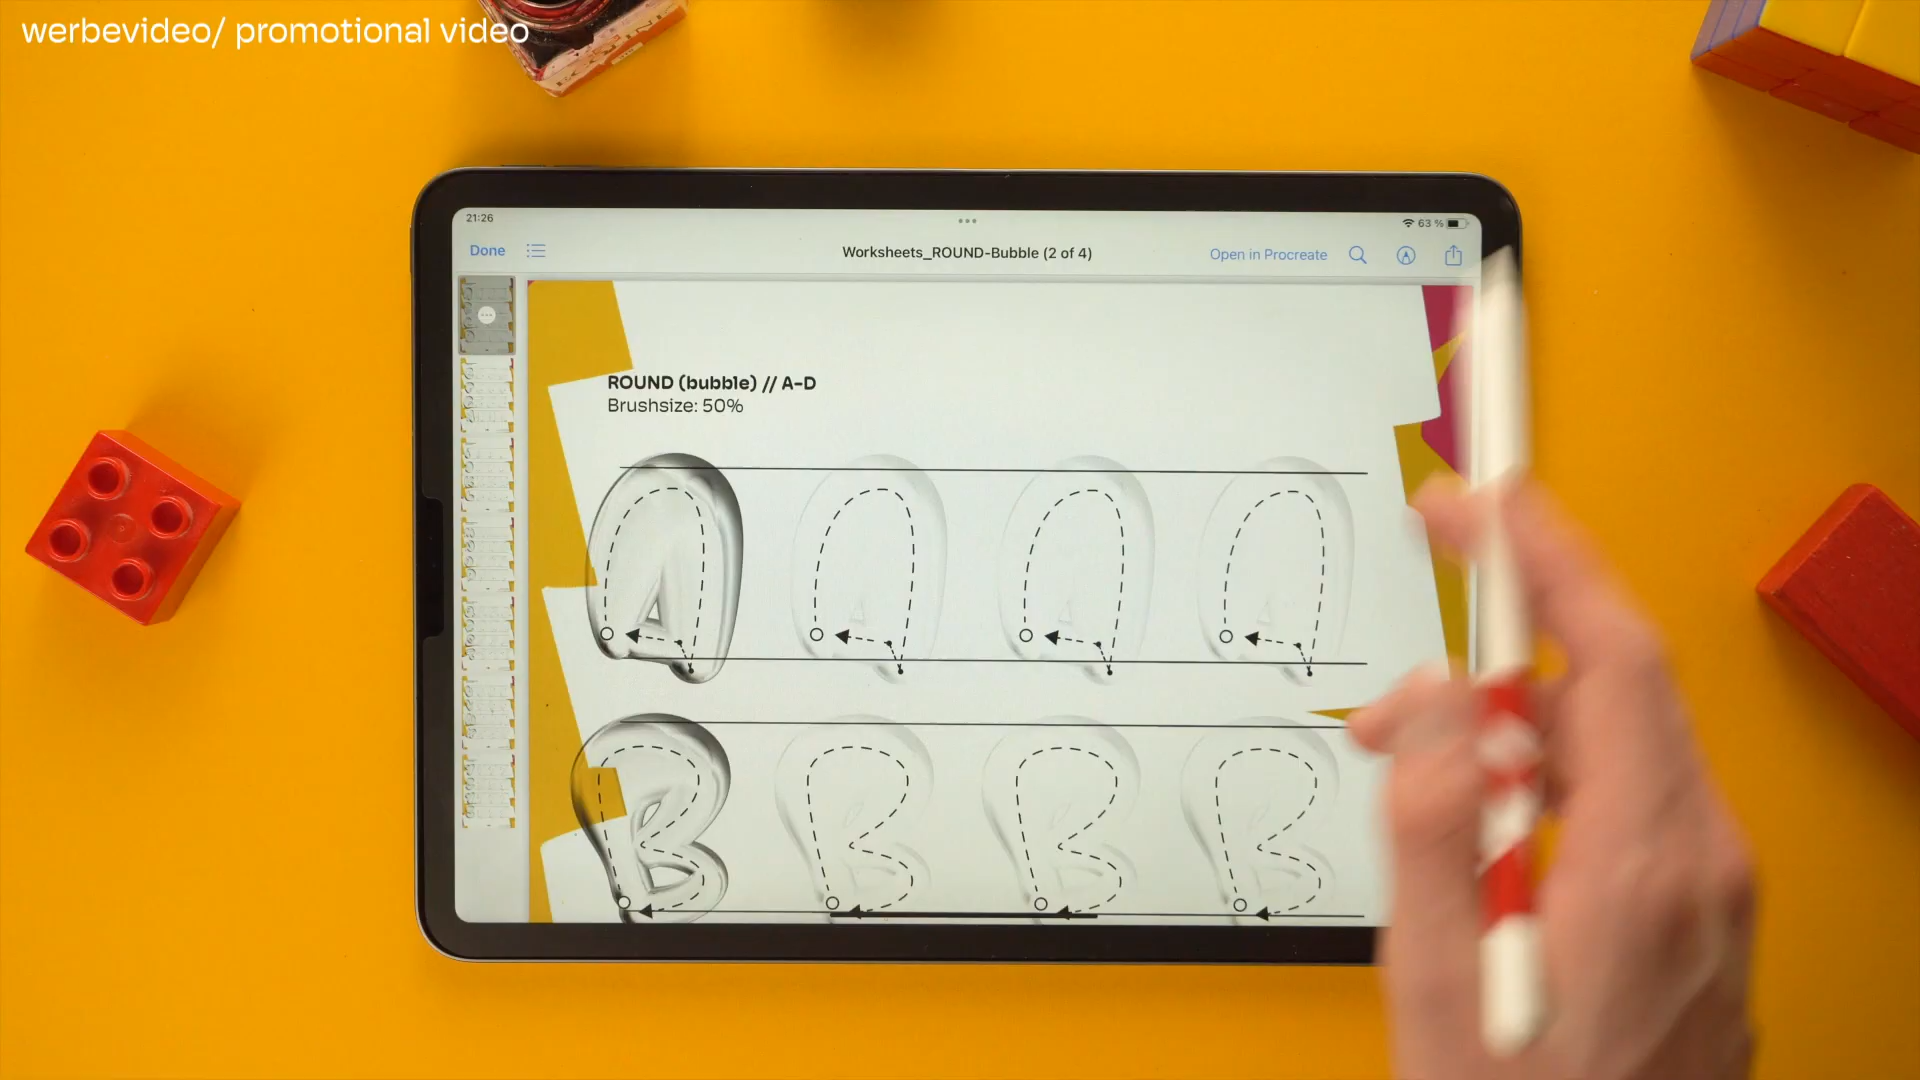 werbevideo/ promotional video
21:26
63 %
Done
Worksheets_ROUND-Bubble (2 of 4)
Open in Procreate
ROUND (bubble) // A-D
Brushsize: 50%
A A A A
B B B B